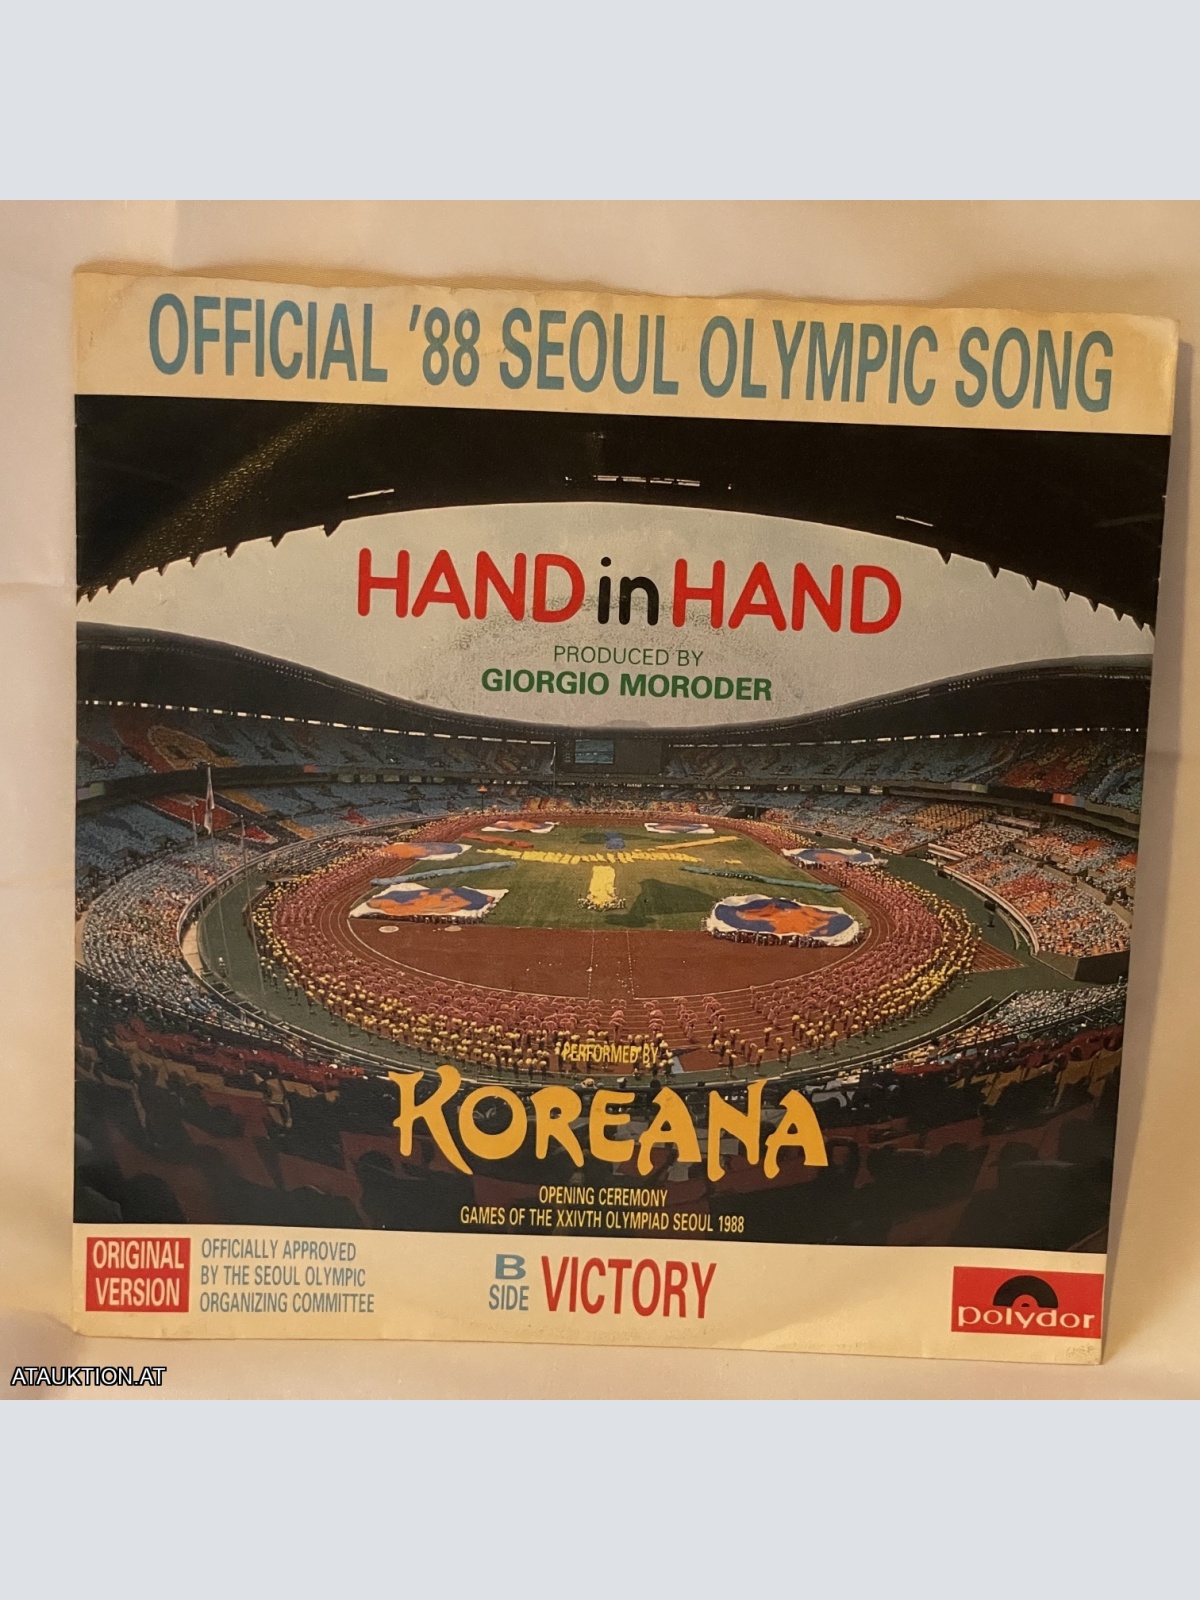 OFFICIAL '88 SEOUL OLYMPIC SONG
HAND in HAND
PRODUCED BY
GIORGIO MORODER
PERFORMED BY
KOREANA
OPENING CEREMONY
GAMES OF THE XXIVTH OLYMPIAD SEOUL 1988
ORIGINAL
VERSION
OFFICIALLY APPROVED
BY THE SEOUL OLYMPIC
ORGANIZING COMMITTEE
B
SIDE
VICTORY
polydor
ATAUKTION.AT